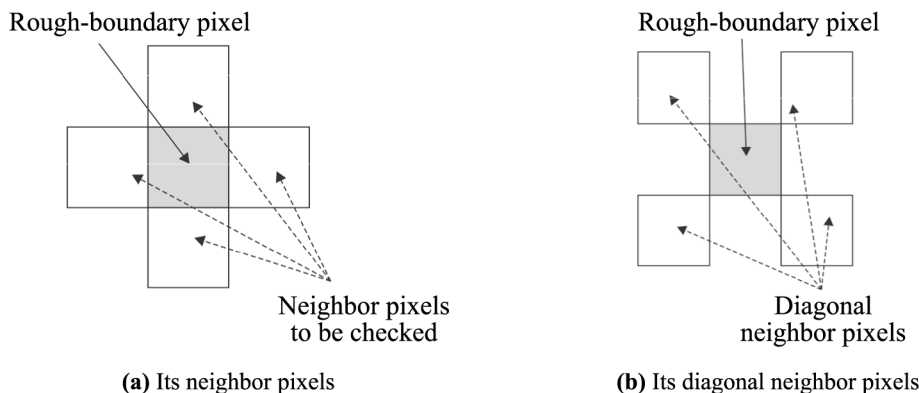 Rough-boundary pixel
Neighbor pixels
to be checked
(a) Its neighbor pixels
Rough-boundary pixel
Diagonal
neighbor pixels
(b) Its diagonal neighbor pixels